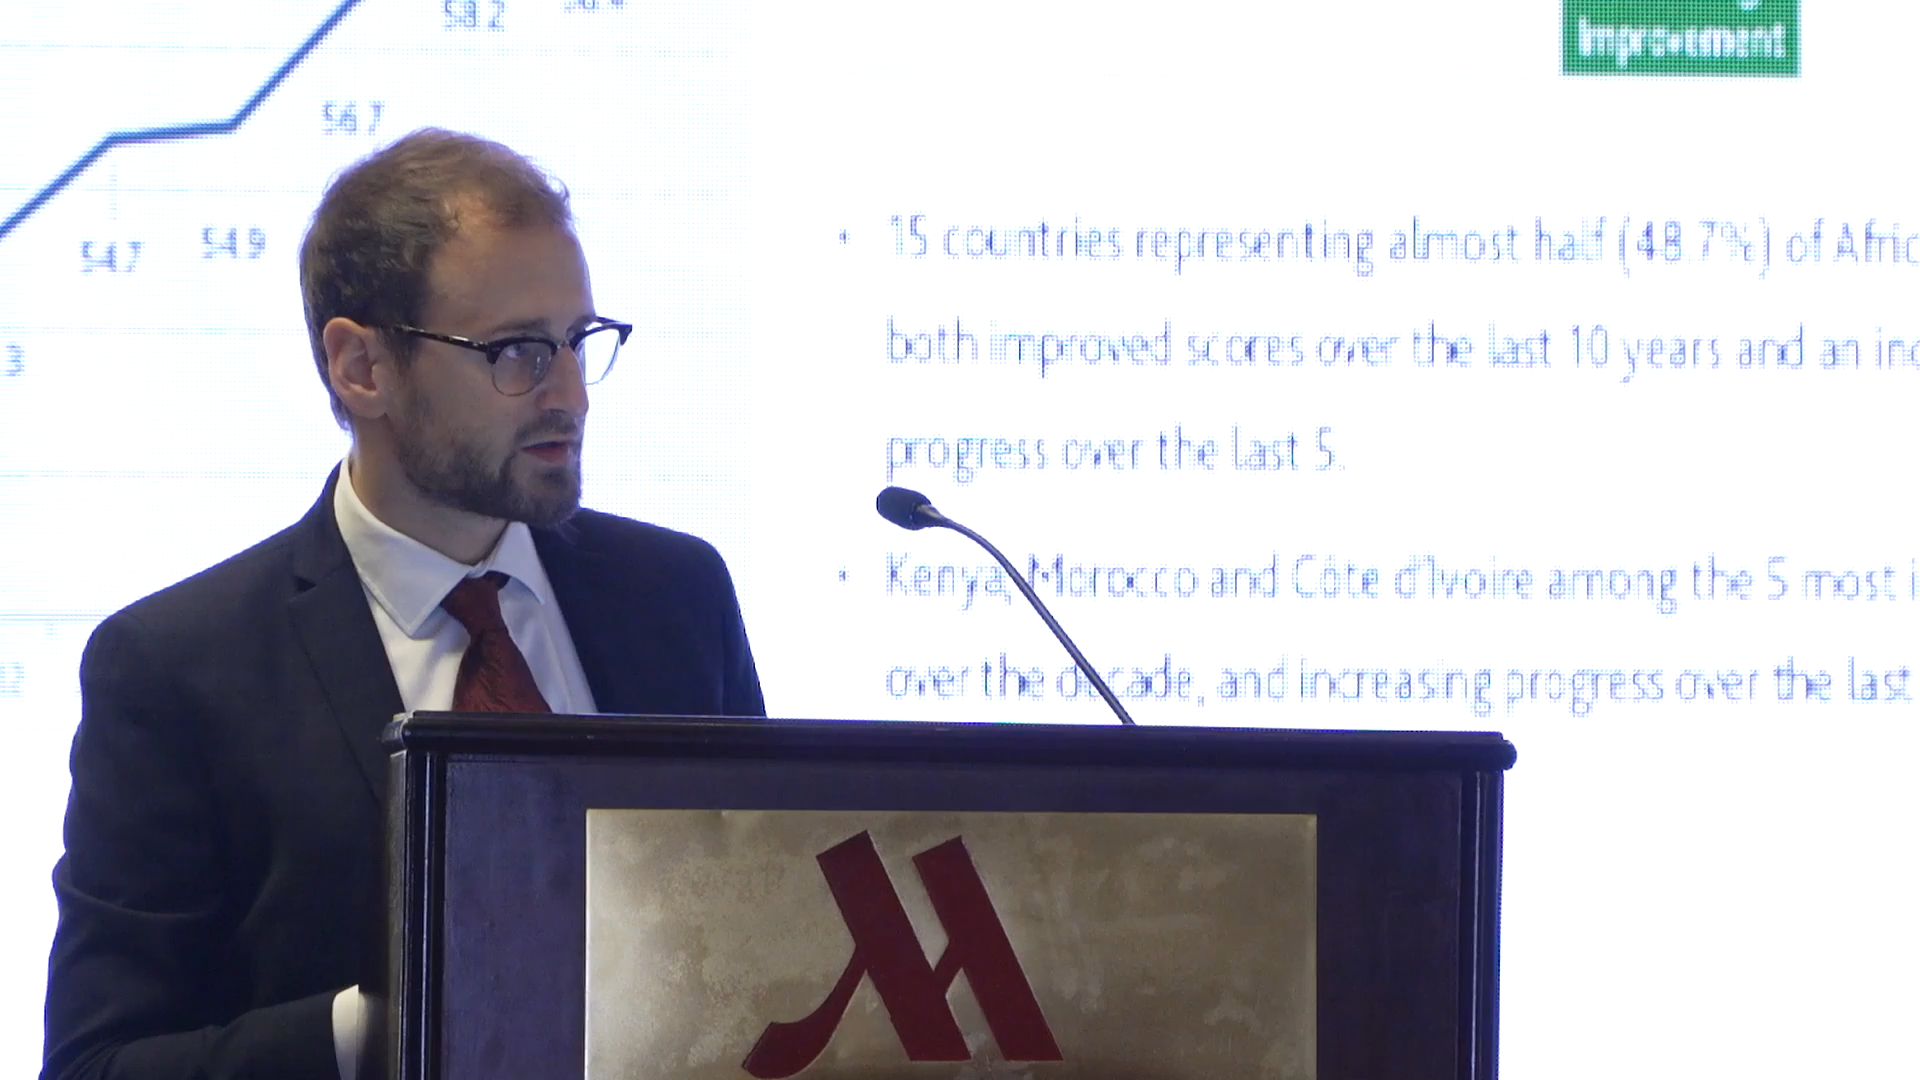 58.2
56.7
54.7
54.9
3
Improvement
15 countries representing almost half (48.7%) of Afric
both improved scores over the last 10 years and an inc
progress over the last 5.
Kenya, Morocco and Côte d'Ivoire among the 5 most i
over the decade, and increasing progress over the last